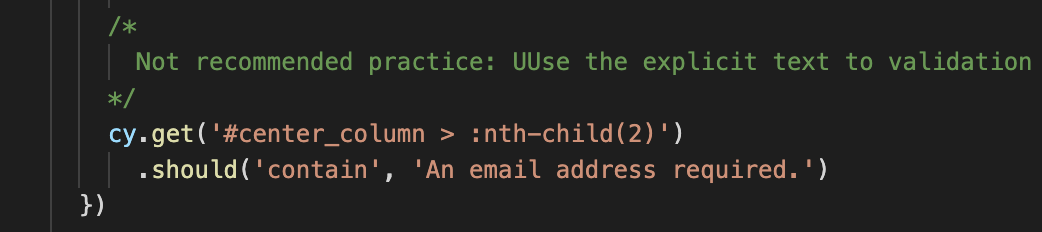 /*
Not recommended practice: UUse the explicit text to validation
*/
cy.get('#center_column > :nth-child(2)')
.should('contain', 'An email address required.')
})